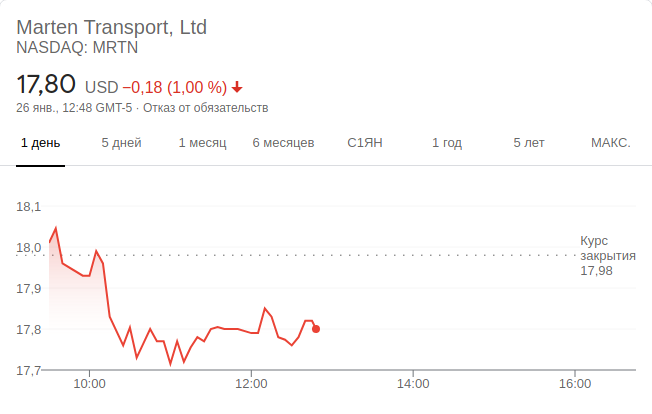 Marten Transport, Ltd
NASDAQ: MRTN
17,80 USD −0,18 (1,00 %)
26 янв., 12:48 GMT-5 · Отказ от обязательств
1 день 5 дней 1 месяц 6 месяцев С1ЯН 1 год 5 лет МАКС.
18,1
18,0
17,9
17,8
17,7
Курс
закрытия
17,98
10:00 12:00 14:00 16:00